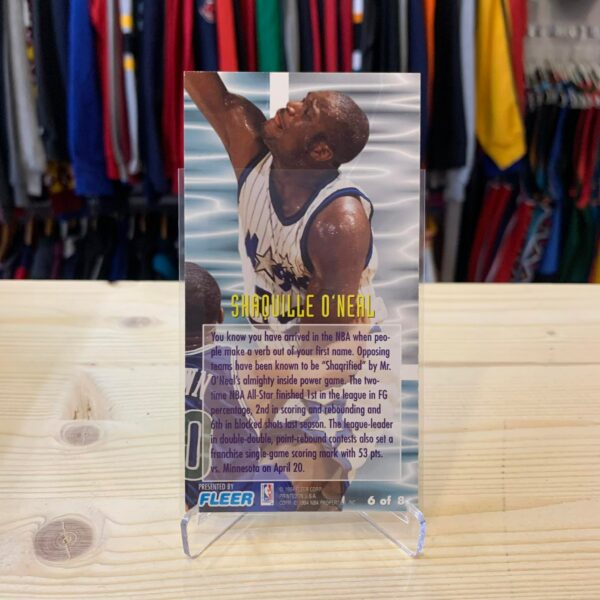 SHAQUILLE O'NEAL
You know you have arrived in the NBA when peo-
ple make a verb out of your first name. Opposing
teams have been known to be "Shaqrified" by Mr.
O'Neal's almighty inside power game. The two-
time NBA All-Star finished 1st in the league in FG
percentage, 2nd in scoring and rebounding and
6th in blocked shots last season. The league-leader
in double-double, point-rebound contests also set a
franchise single-game scoring mark with 53 pts.
vs. Minnesota on April 20.
0
PRESENTED BY
FLEER
NBA
PRINTED IN U.S.A.
6 of 8